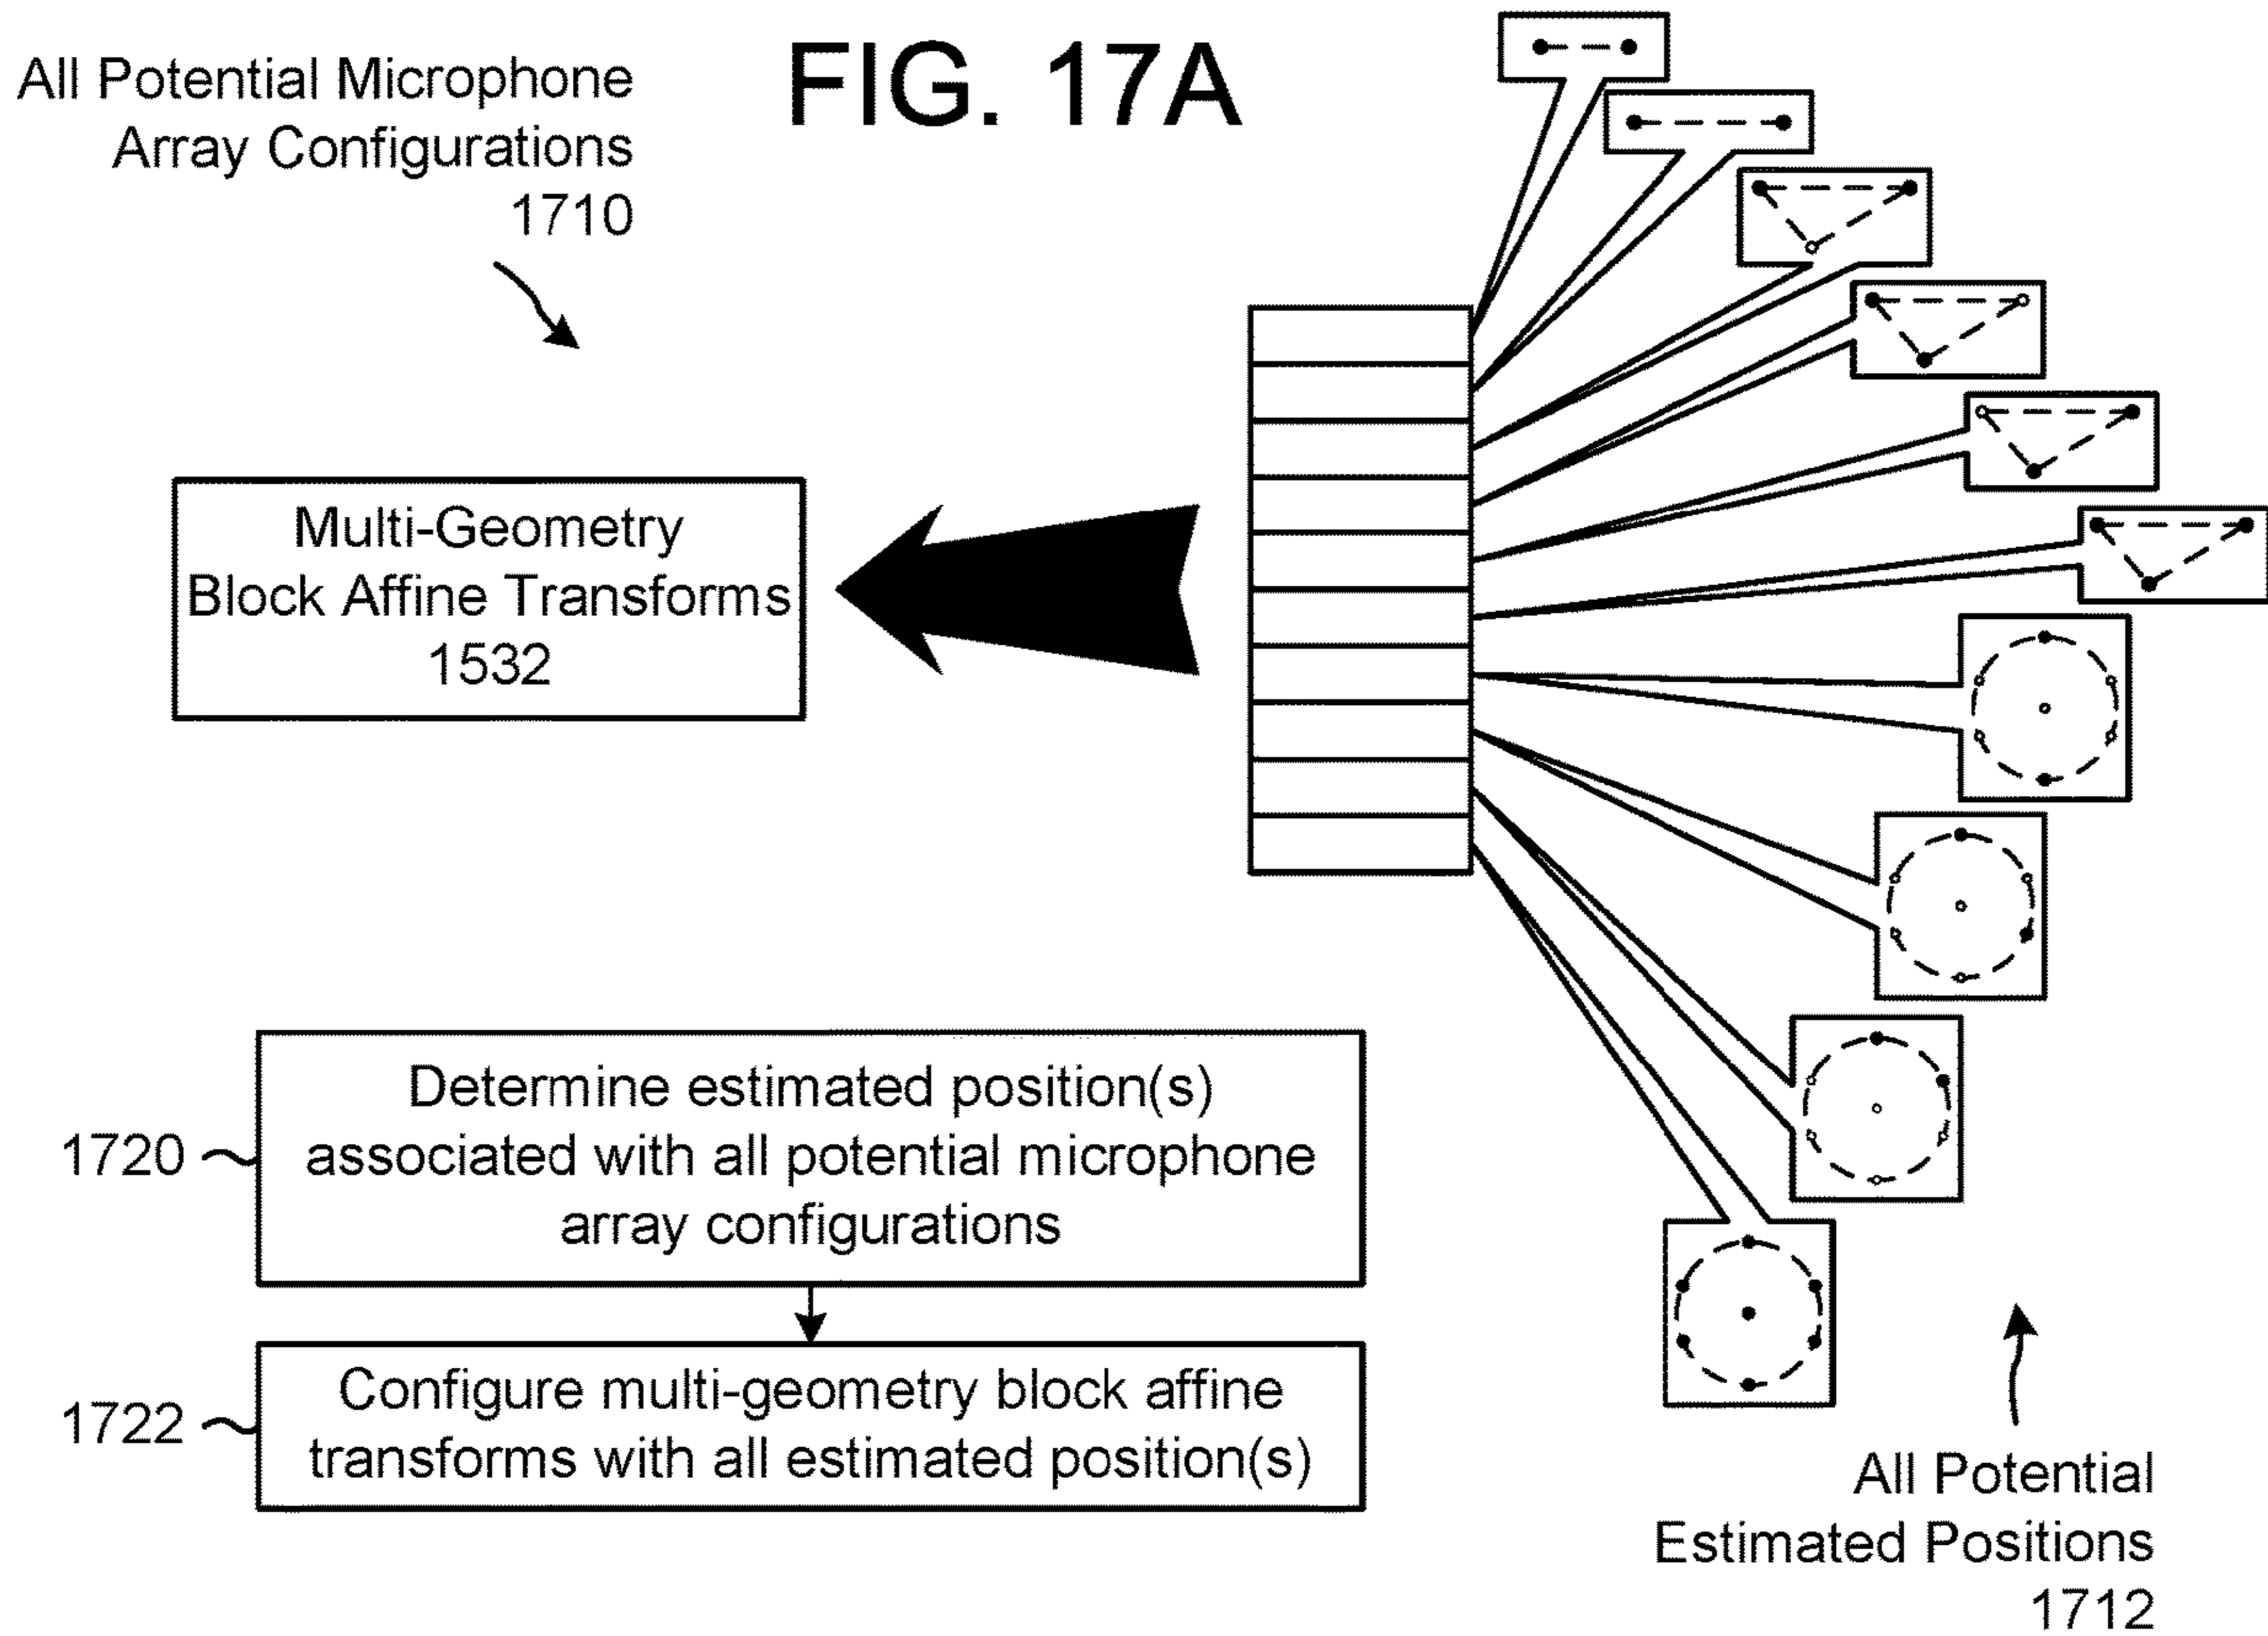 FIG. 17A
All Potential Microphone
Array Configurations
1710
Multi-Geometry
Block Affine Transforms
1532
Determine estimated position(s)
associated with all potential microphone
array configurations
1720
Configure multi-geometry block affine
transforms with all estimated position(s)
1722
All Potential
Estimated Positions
1712